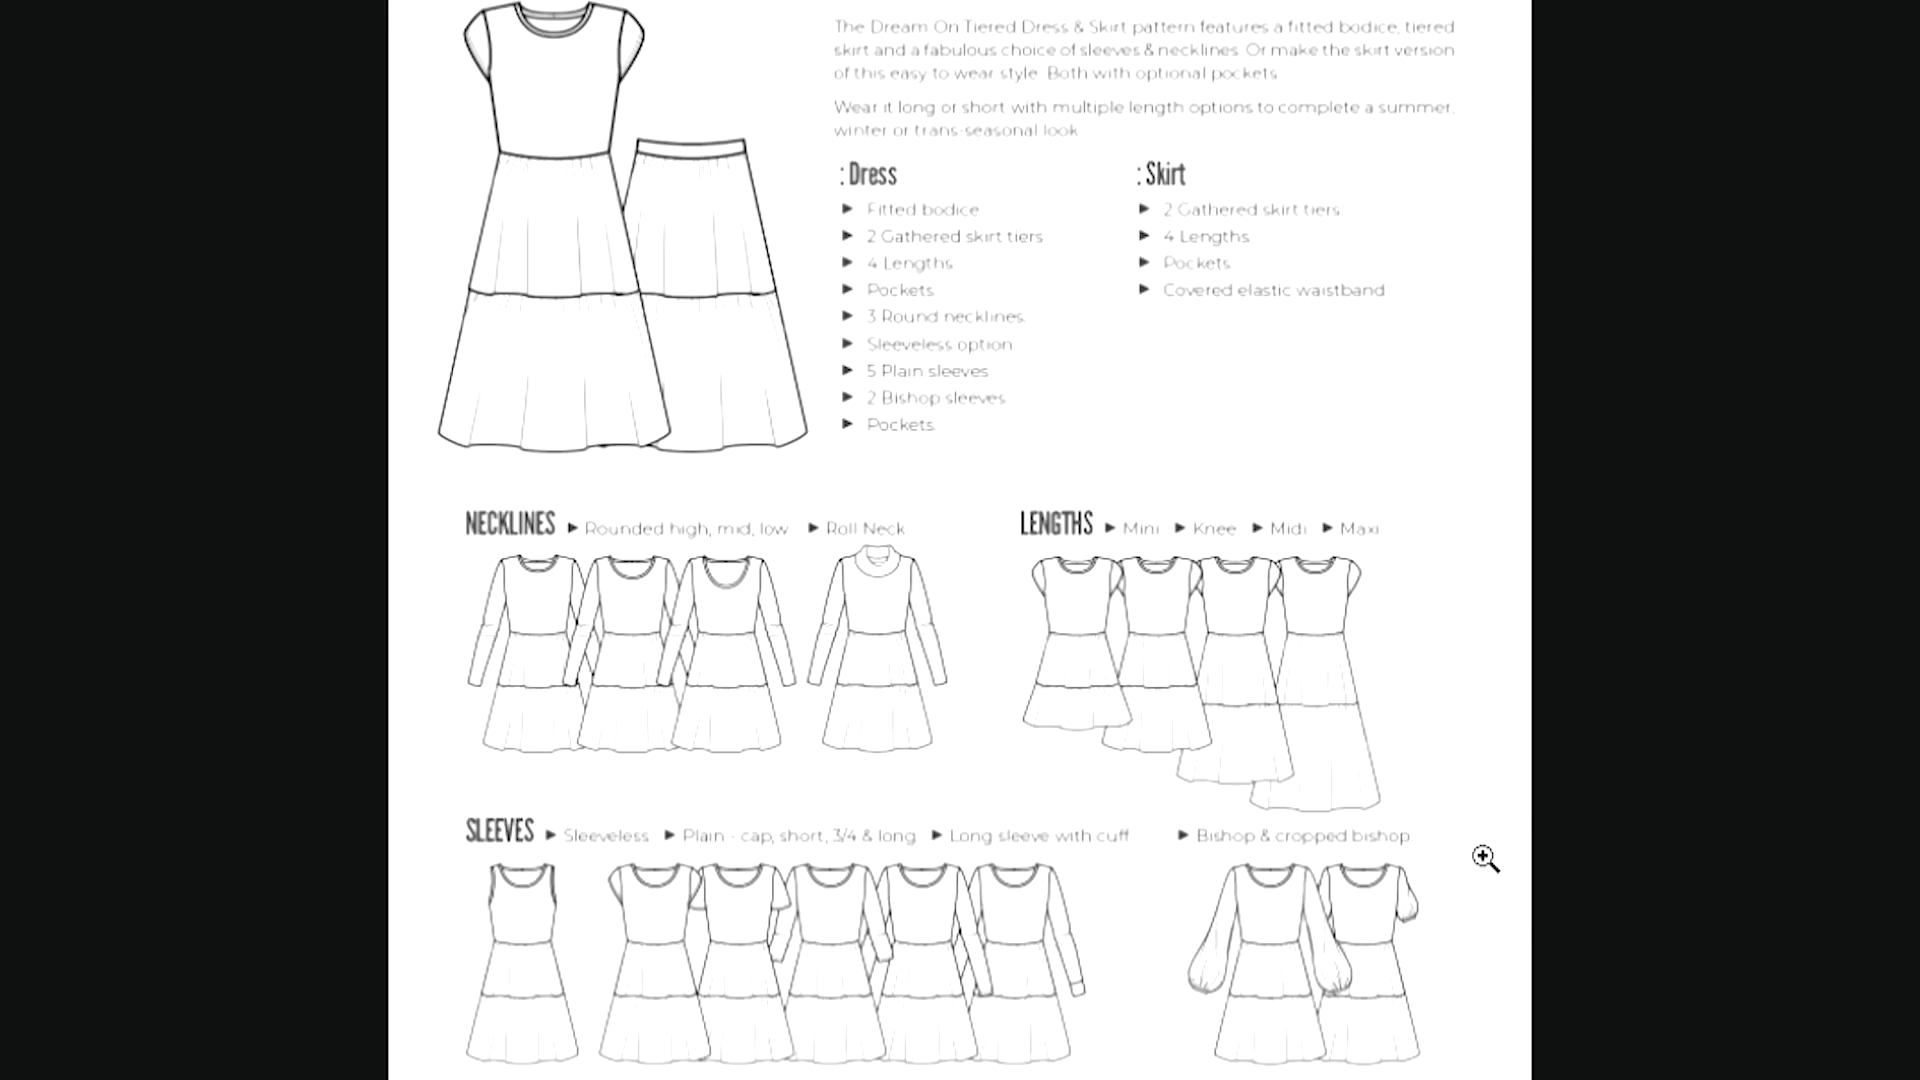 The Dream On Tiered Dress & Skirt pattern features a fitted bodice, tiered
skirt and a fabulous choice of sleeves & necklines. Or make the skirt version
of this easy to wear style. Both with optional pockets.
Wear it long or short with multiple length options to complete a summer,
winter or trans-seasonal look.
: Dress
► Fitted bodice
► 2 Gathered skirt tiers
► 4 Lengths
► Pockets
► 3 Round necklines.
► Sleeveless option
► 5 Plain sleeves
► 2 Bishop sleeves
► Pockets.
: Skirt
► 2 Gathered skirt tiers
► 4 Lengths
► Pockets
► Covered elastic waistband
NECKLINES ► Rounded high, mid, low ► Roll Neck
LENGTHS ► Mini ► Knee ► Midi ► Maxi
SLEEVES ► Sleeveless ► Plain - cap, short, 3/4 & long ► Long sleeve with cuff ► Bishop & cropped bishop